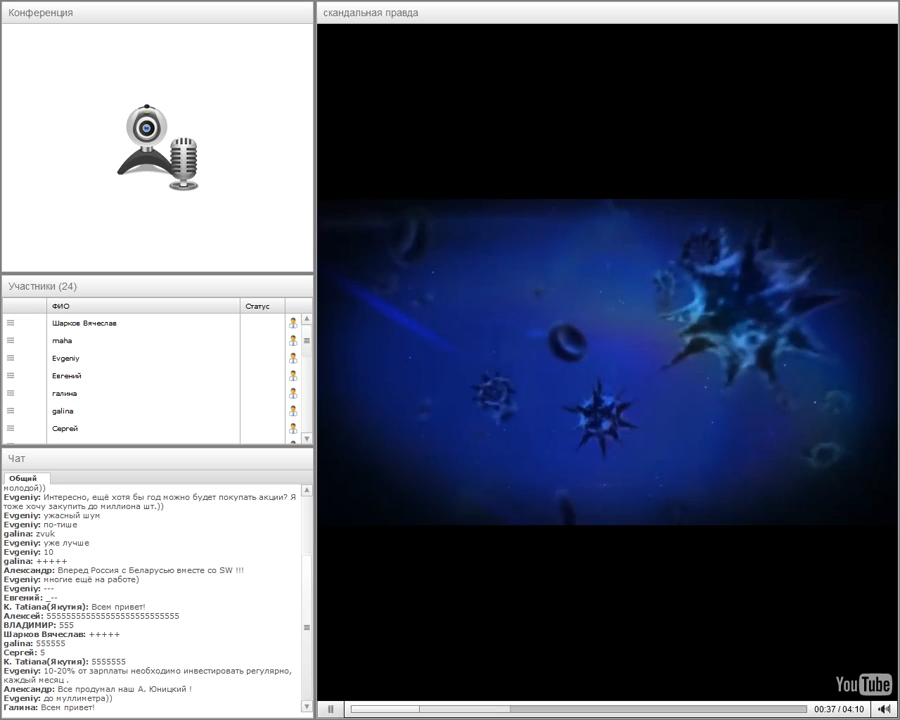 Конференция
скандальная правда
Участники (24)
ФИО
Статус
Шарков Вячеслав
maha
Evgeniy
Евгений
галина
galina
Сергей
Чат
Общий
молодой))
Evgeniy: Интересно, ещё хотя бы год можно будет покупать акции? Я
тоже хочу закупить до миллиона шт.))
Evgeniy: ужасный шум
Evgeniy: по-тише
galina: zvuk
Evgeniy: уже лучше
Evgeniy: 10
galina: +++++
Александр: Вперед Россия с Беларусью вместе со SW !!!
Evgeniy: многие ещё на работе)
Evgeniy: ---
Евгений: _--
K. Tatiana(Якутия): Всем привет!
Алексей: 5555555555555555555555555555
ВЛАДИМИР: 555
Шарков Вячеслав: +++++
galina: 555555
Сергей: 5
K. Tatiana(Якутия): 5555555
Evgeniy: 10-20% от зарплаты необходимо инвестировать регулярно,
каждый месяц .
Александр: Все продумал наш А. Юницкий !
Evgeniy: до муллиметра))
Галина: Всем привет!
YouTube
00:37 / 04:10